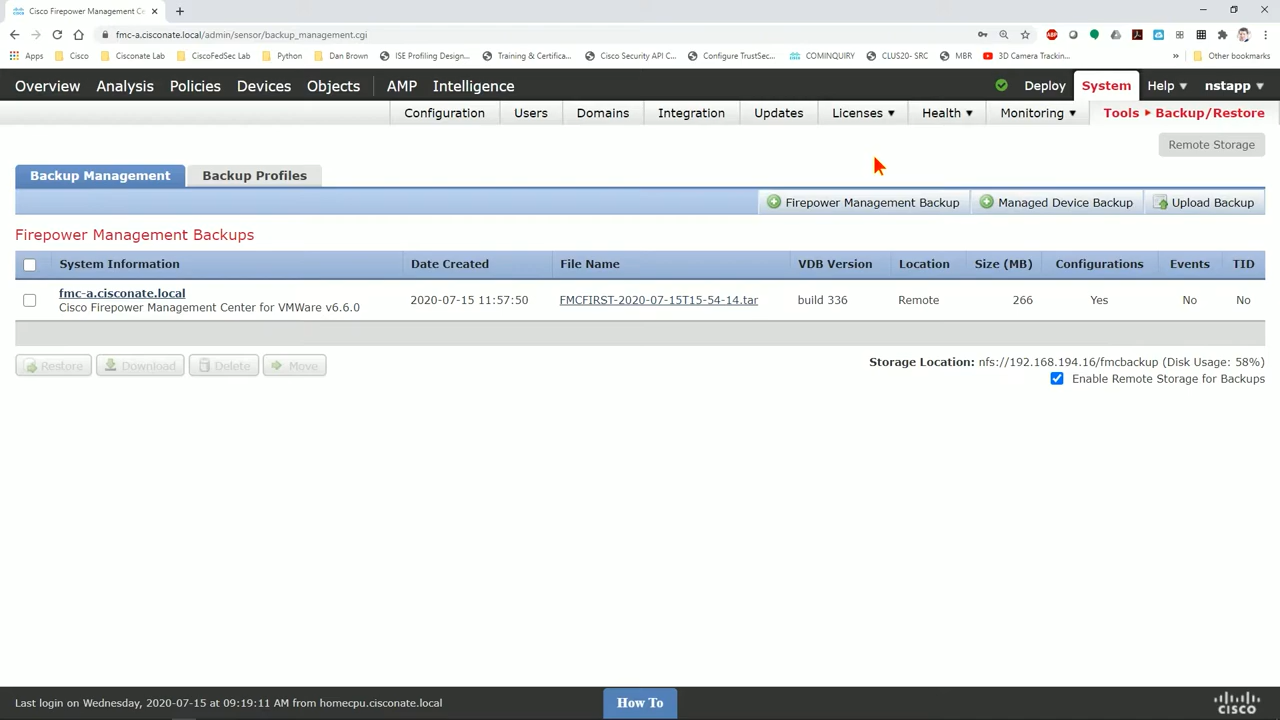 Cisco Firepower Management Ce
fmc-a.cisconate.local/admin/sensor/backup_management.cgi
Apps Cisco Cisconate Lab CiscoFedSec Lab Python Dan Brown ISE Profiling Design... Training & Certifica... Cisco Security API C... Configure TrustSec... COMINQUIRY CLUS20- SRC MBR 3D Camera Trackin... » Other bookmarks
Overview Analysis Policies Devices Objects AMP Intelligence Deploy System Help nstapp
Configuration Users Domains Integration Updates Licenses Health Monitoring Tools Backup/Restore
Remote Storage
Backup Management Backup Profiles
Firepower Management Backup Managed Device Backup Upload Backup
Firepower Management Backups
System Information Date Created File Name VDB Version Location Size (MB) Configurations Events TID
fmc-a.cisconate.local
Cisco Firepower Management Center for VMWare v6.6.0 2020-07-15 11:57:50 FMCFIRST-2020-07-15T15-54-14.tar build 336 Remote 266 Yes No No
Restore Download Delete Move
Storage Location: nfs://192.168.194.16/fmcbackup (Disk Usage: 58%)
Enable Remote Storage for Backups
Last login on Wednesday, 2020-07-15 at 09:19:11 AM from homecpu.cisconate.local How To
CISCO